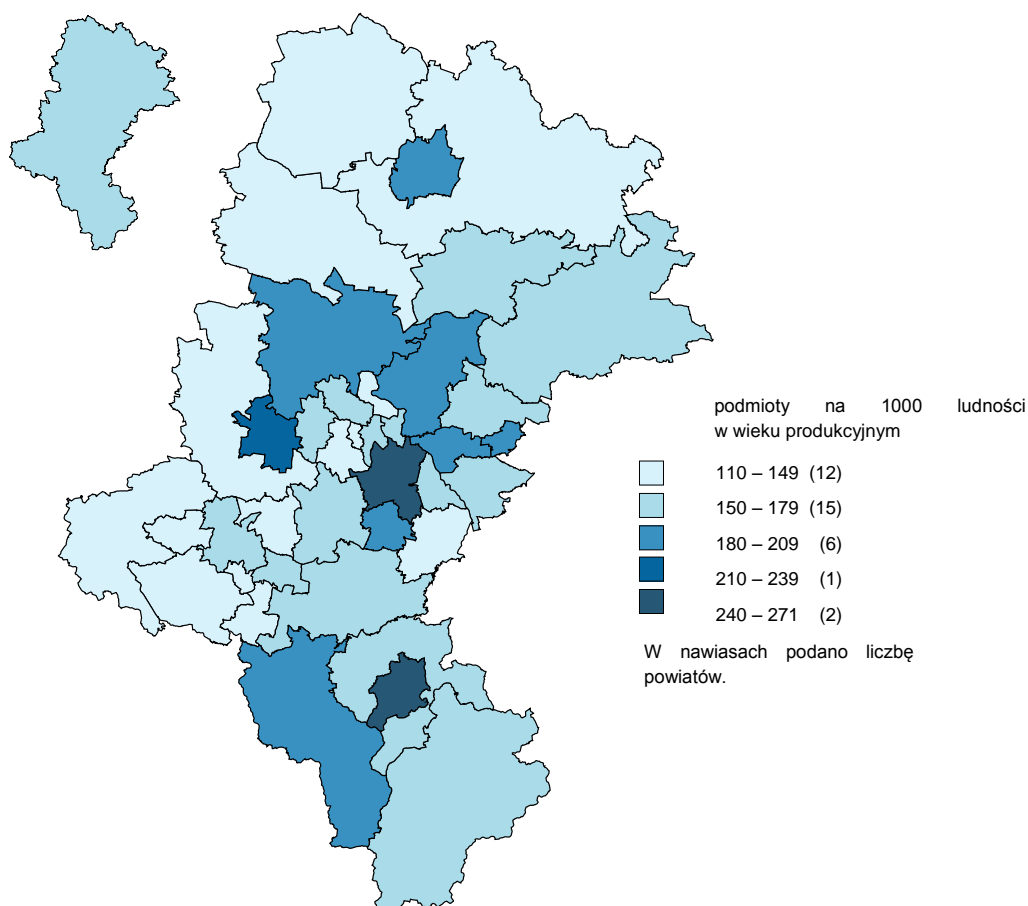 podmioty na 1000 ludności
w wieku produkcyjnym
110 – 149 (12)
150 – 179 (15)
180 – 209 (6)
210 – 239 (1)
240 – 271 (2)
W nawiasach podano liczbę
powiatów.